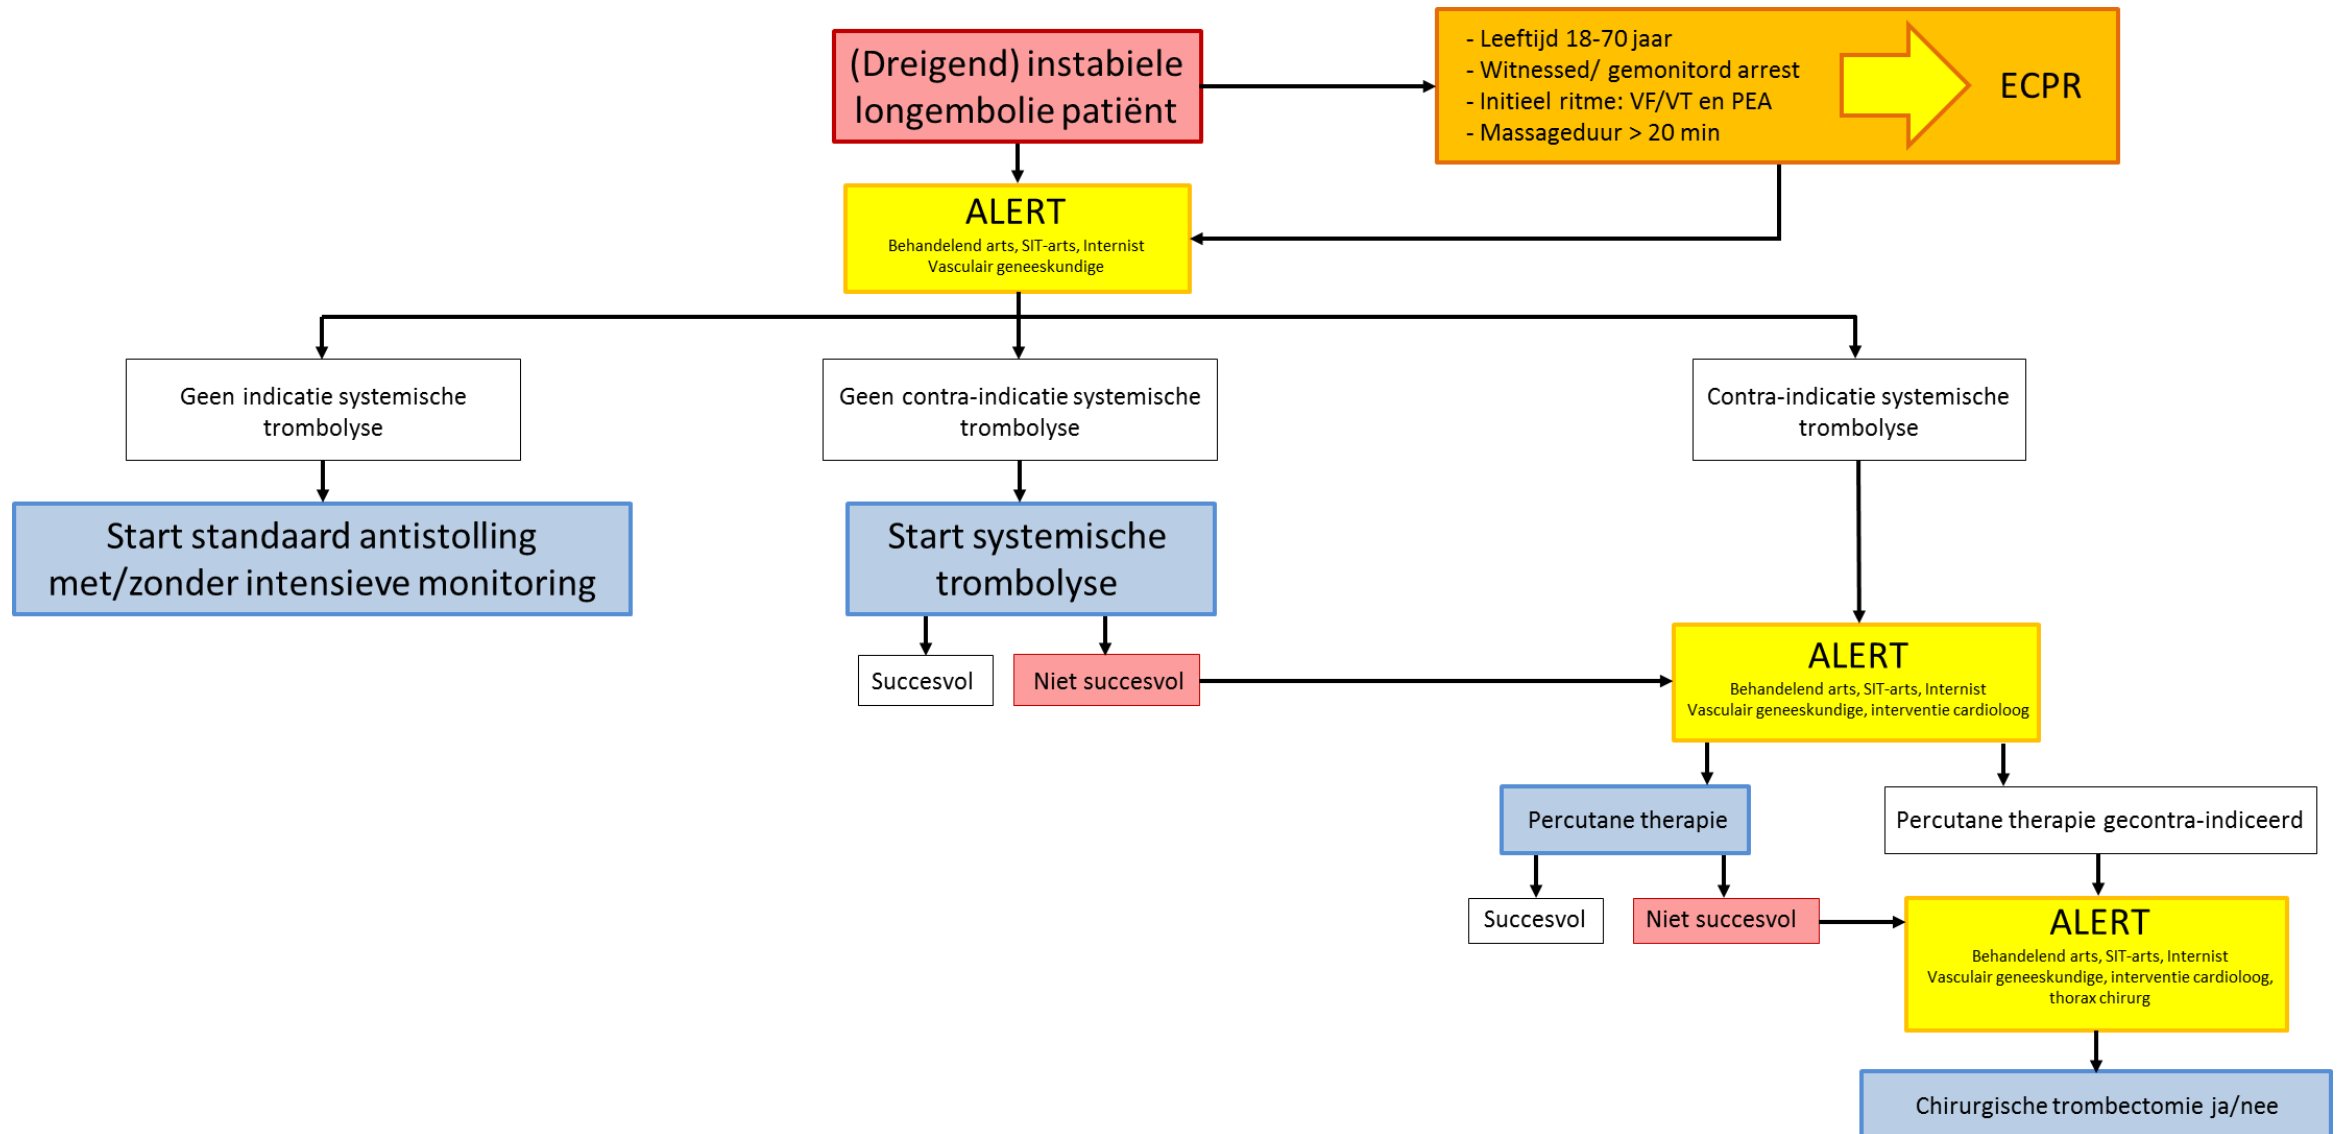 (Dreigend) instabiele
longembolie patiënt
- Leeftijd 18-70 jaar
- Witnessed/ gemonitord arrest
- Initieel ritme: VF/VT en PEA
- Massageduur > 20 min
ECPR
ALERT
Behandelend arts, SIT-arts, Internist
Vasculair geneeskundige
Geen indicatie systemische
trombolyse
Geen contra-indicatie systemische
trombolyse
Contra-indicatie systemische
trombolyse
Start standaard antistolling
met/zonder intensieve monitoring
Start systemische
trombolyse
Succesvol
Niet succesvol
ALERT
Behandelend arts, SIT-arts, Internist
Vasculair geneeskundige, interventie cardioloog
Percutane therapie
Percutane therapie gecontra-indiceerd
Succesvol
Niet succesvol
ALERT
Behandelend arts, SIT-arts, Internist
Vasculair geneeskundige, interventie cardioloog,
thorax chirurg
Chirurgische trombectomie ja/nee